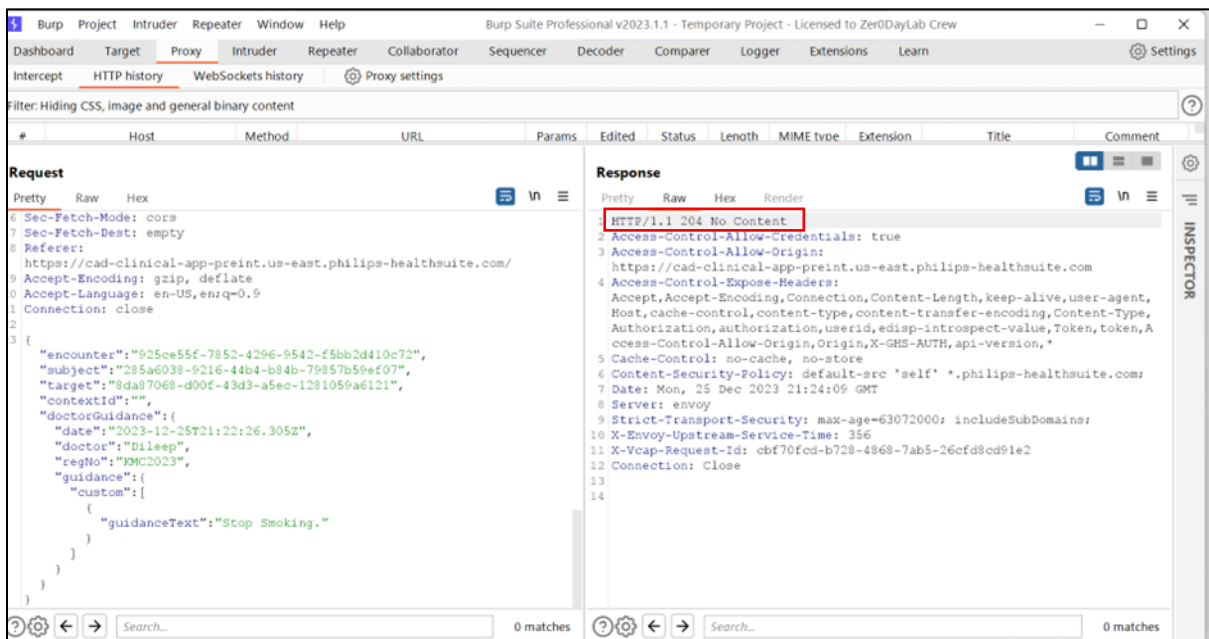 Burp Project Intruder Repeater Window Help Burp Suite Professional v2023.1.1 - Temporary Project - Licensed to Zer0DayLab Crew
Dashboard Target Proxy Intruder Repeater Collaborator Sequencer Decoder Comparer Logger Extensions Learn Settings
Intercept HTTP history WebSockets history Proxy settings
Filter: Hiding CSS, image and general binary content
# Host Method URL Params Edited Status Length MIME type Extension Title Comment
Request
Pretty Raw Hex \n
6 Sec-Fetch-Mode: cors
7 Sec-Fetch-Dest: empty
8 Referer:
https://cad-clinical-app-preint.us-east.philips-healthsuite.com/
9 Accept-Encoding: gzip, deflate
0 Accept-Language: en-US,en;q=0.9
1 Connection: close
2
3 {
"encounter":"925ce55f-7852-4296-9542-f5bb2d410c72",
"subject":"285a6038-9216-44b4-b84b-79857b59ef07",
"target":"8da87068-d00f-43d3-a5ec-1281059a6121",
"contextId":"",
"doctorGuidance":{
"date":"2023-12-25T21:22:26.305Z",
"doctor":"Dileep",
"regNo":"KMC2023",
"guidance":{
"custom":[
{
"guidanceText":"Stop Smoking."
}
]
}
}
}
Search... 0 matches
Response
Pretty Raw Hex Render \n
1 HTTP/1.1 204 No Content
2 Access-Control-Allow-Credentials: true
3 Access-Control-Allow-Origin:
https://cad-clinical-app-preint.us-east.philips-healthsuite.com
4 Access-Control-Expose-Headers:
Accept,Accept-Encoding,Connection,Content-Length,keep-alive,user-agent,
Host,cache-control,content-type,content-transfer-encoding,Content-Type,
Authorization,authorization,userid,edisp-introspect-value,Token,token,A
ccess-Control-Allow-Origin,Origin,X-GHS-AUTH,api-version,*
5 Cache-Control: no-cache, no-store
6 Content-Security-Policy: default-src 'self' *.philips-healthsuite.com;
7 Date: Mon, 25 Dec 2023 21:24:09 GMT
8 Server: envoy
9 Strict-Transport-Security: max-age=63072000; includeSubDomains;
10 X-Envoy-Upstream-Service-Time: 356
11 X-Vcap-Request-Id: cbf70fcd-b728-4868-7ab5-26cfd8cd91e2
12 Connection: Close
13
14
Search... 0 matches
INSPECTOR